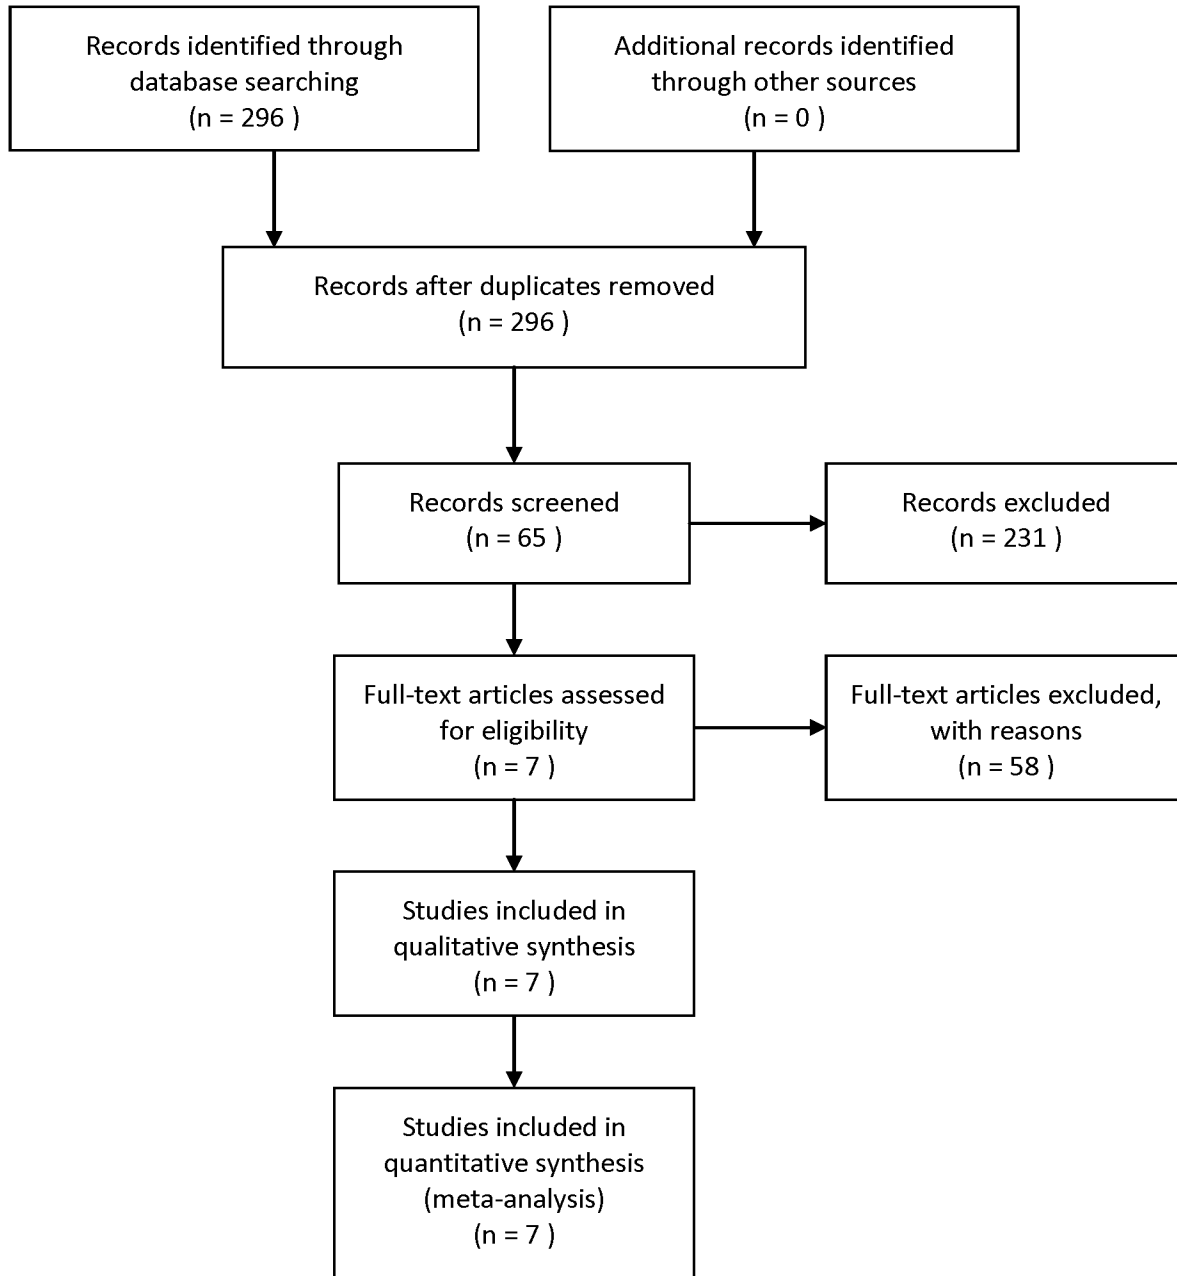 Records identified through
database searching
(n = 296 )
Additional records identified
through other sources
(n = 0 )
Records after duplicates removed
(n = 296 )
Records screened
(n = 65 )
Records excluded
(n = 231 )
Full-text articles assessed
for eligibility
(n = 7 )
Full-text articles excluded,
with reasons
(n = 58 )
Studies included in
qualitative synthesis
(n = 7 )
Studies included in
quantitative synthesis
(meta-analysis)
(n = 7 )